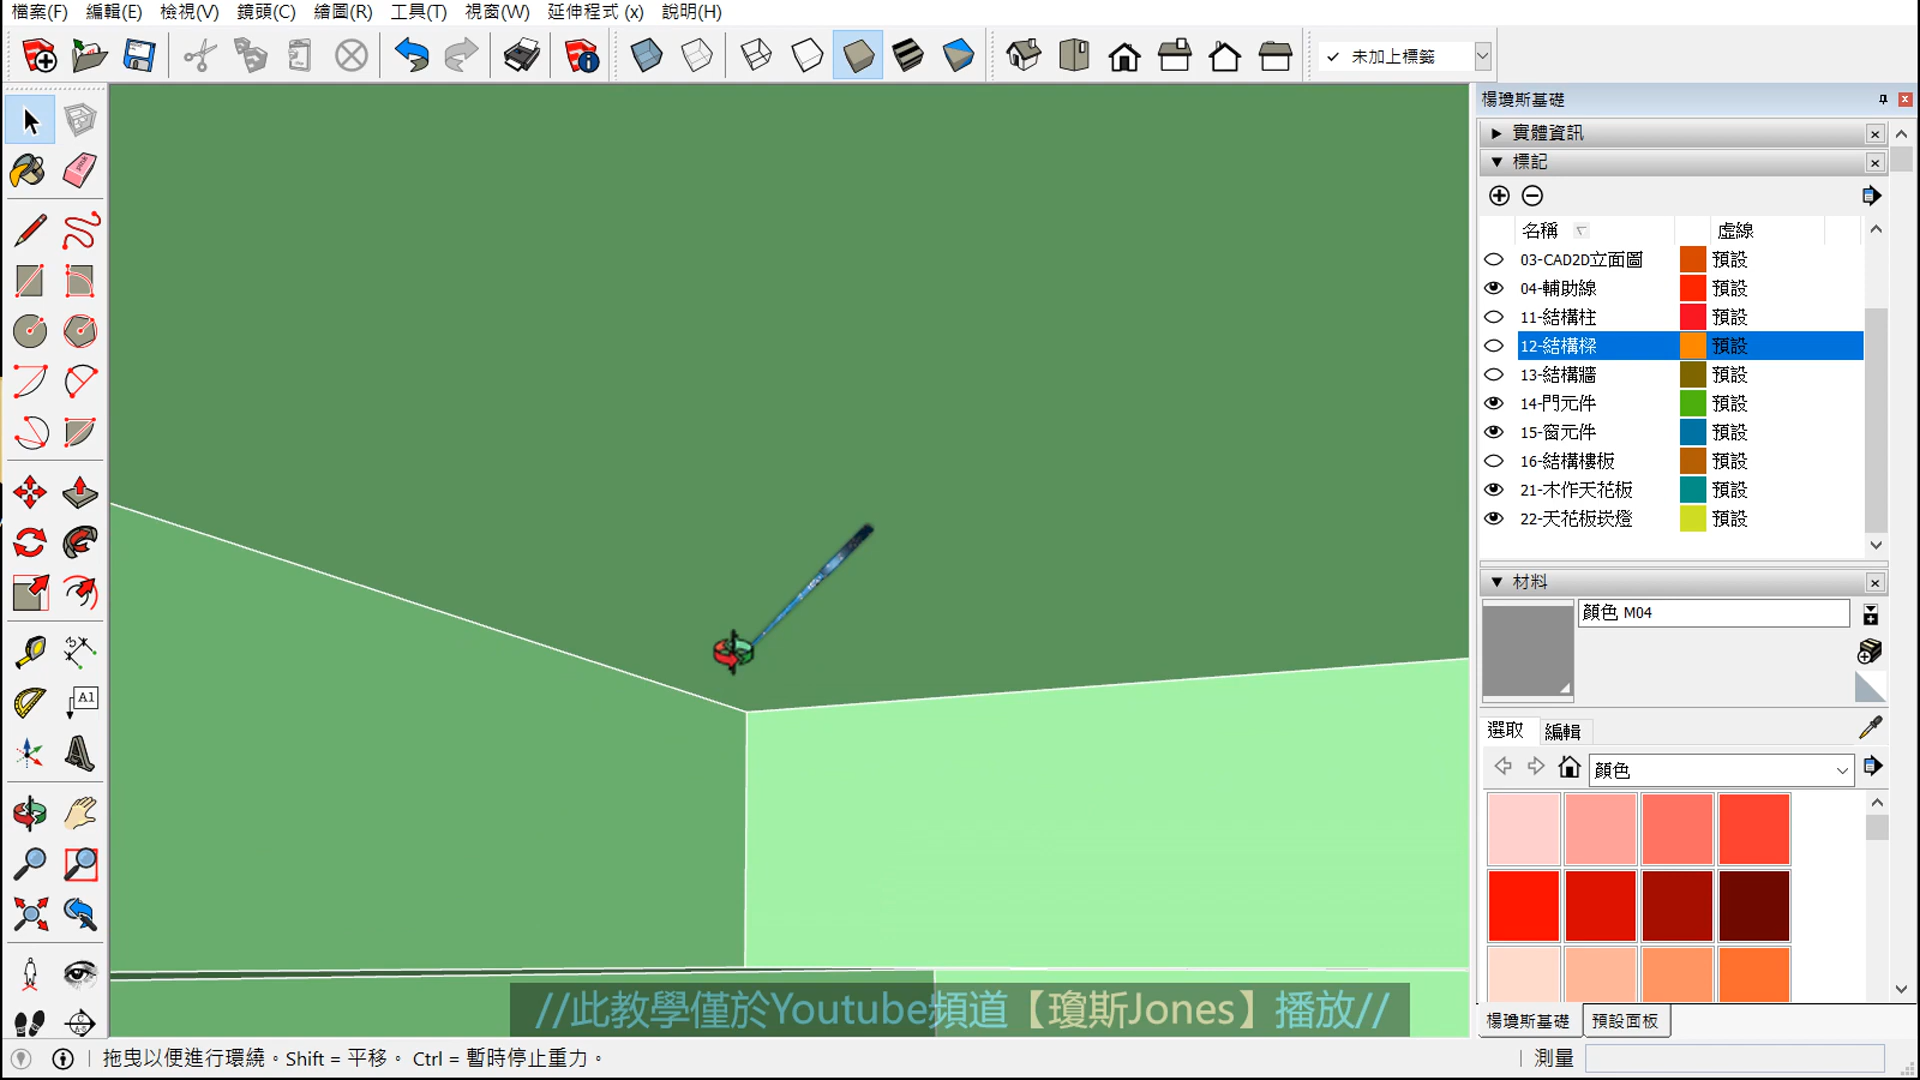 檔案(F) 編輯(E) 檢視(V) 鏡頭(C) 繪圖(R) 工具(T) 視窗(W) 延伸程式 (x) 說明(H)
未加上標籤
楊瓊斯基礎
實體資訊
標記
名稱 虛線
03-CAD2D立面圖 預設
04-輔助線 預設
11-結構柱 預設
12-結構樑 預設
13-結構牆 預設
14-門元件 預設
15-窗元件 預設
16-結構樓板 預設
21-木作天花板 預設
22-天花板崁燈 預設
材料
顏色 M04
選取 編輯
顏色
A1
//此教學僅於Youtube頻道【瓊斯Jones】播放//
楊瓊斯基礎 預設面板
拖曳以便進行環繞。Shift = 平移。 Ctrl = 暫時停止重力。
測量